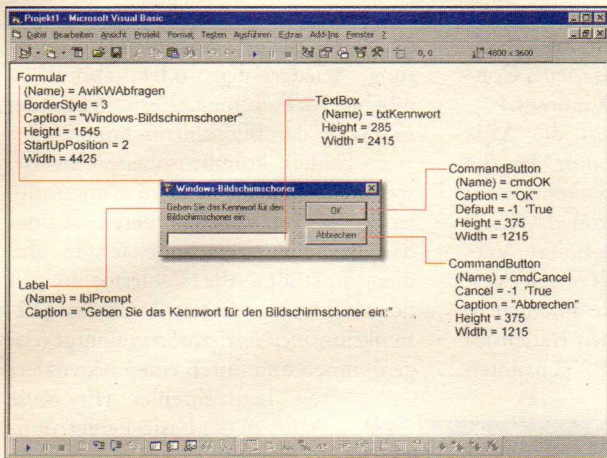 Projekt1 - Microsoft Visual Basic
Datei Bearbeiten Ansicht Projekt Format Testen Ausführen Extras Add-Ins Fenster ?
0, 0
4800 x 3600
Formular
(Name) = AviKWAbfragen
BorderStyle = 3
Caption = "Windows-Bildschirmschoner"
Height = 1545
StartUpPosition = 2
Width = 4425
TextBox
(Name) = txtKennwort
Height = 285
Width = 2415
CommandButton
(Name) = cmdOK
Caption = "OK"
Default = -1 'True
Height = 375
Width = 1215
Windows-Bildschirmschoner
Geben Sie das Kennwort für den
Bildschirmschoner ein:
OK
Abbrechen
CommandButton
(Name) = cmdCancel
Cancel = -1 'True
Caption = "Abbrechen"
Height = 375
Width = 1215
Label
(Name) = lblPrompt
Caption = "Geben Sie das Kennwort für den Bildschirmschoner ein:"